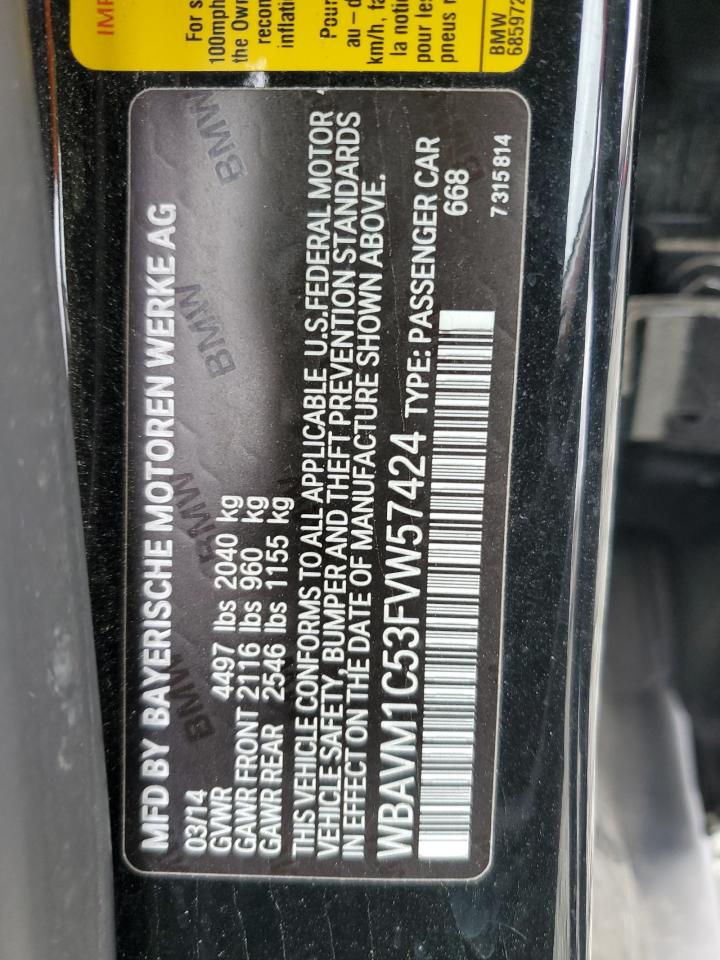 MFD BY BAYERISCHE MOTOREN WERKE AG
03/14
GVWR 4497 lbs 2040 kg
GAWR FRONT 2116 lbs 960 kg
GAWR REAR 2546 lbs 1155 kg
THIS VEHICLE CONFORMS TO ALL APPLICABLE U.S.FEDERAL MOTOR
VEHICLE SAFETY, BUMPER AND THEFT PREVENTION STANDARDS
IN EFFECT ON THE DATE OF MANUFACTURE SHOWN ABOVE.
WBAVM1C53FVW57424 TYPE: PASSENGER CAR
668
7 315 814
BMW BMW BMW BMW
For s
100mph
the Own
recon
inflati
Pour
au - d
km/h, fa
la notic
pour les
pneus r
BMW
685972